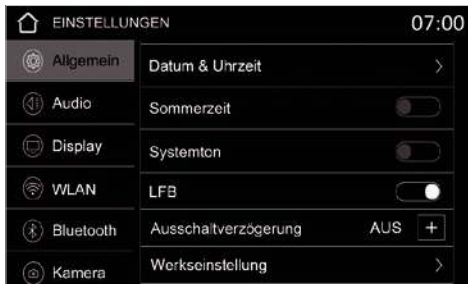 EINSTELLUNGEN 07:00
Allgemein
Datum & Uhrzeit
Audio
Sommerzeit
Display
Systemton
WLAN
LFB
Bluetooth
Ausschaltverzögerung AUS +
Kamera
Werkseinstellung